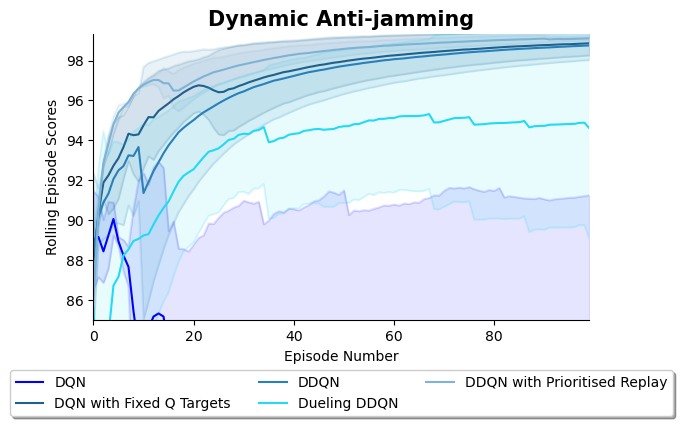 Dynamic Anti-jamming
Rolling Episode Scores
98
96
94
92
90
88
86
0
20
40
60
80
Episode Number
DQN
DDQN
DDQN with Prioritised Replay
DQN with Fixed Q Targets
Dueling DDQN